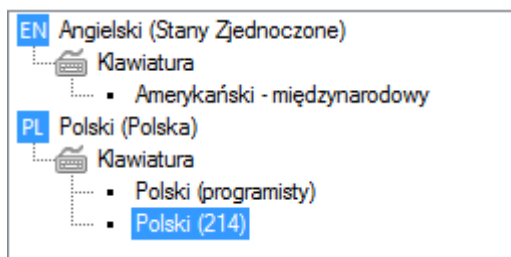 EN Angielski (Stany Zjednoczone)
Klawiatura
Amerykański - międzynarodowy
PL Polski (Polska)
Klawiatura
Polski (programisty)
Polski (214)